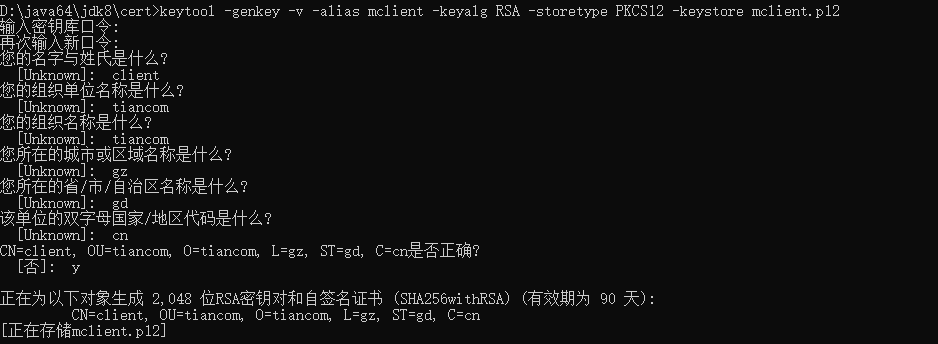 D:\java64\jdk8\cert>keytool -genkey -v -alias mclient -keyalg RSA -storetype PKCS12 -keystore mclient.p12
输入密钥库口令:
再次输入新口令:
您的名字与姓氏是什么?
[Unknown]: client
您的组织单位名称是什么?
[Unknown]: tiancom
您的组织名称是什么?
[Unknown]: tiancom
您所在的城市或区域名称是什么?
[Unknown]: gz
您所在的省/市/自治区名称是什么?
[Unknown]: gd
该单位的双字母国家/地区代码是什么?
[Unknown]: cn
CN=client, OU=tiancom, O=tiancom, L=gz, ST=gd, C=cn是否正确?
[否]: y
正在为以下对象生成 2,048 位RSA密钥对和自签名证书 (SHA256withRSA) (有效期为 90 天):
CN=client, OU=tiancom, O=tiancom, L=gz, ST=gd, C=cn
[正在存储mclient.p12]